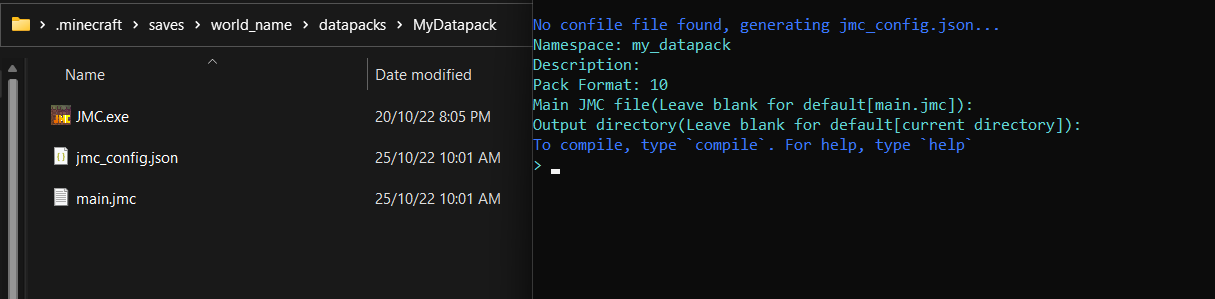 .minecraft > saves > world_name > datapacks > MyDatapack
Name Date modified
JMC.exe 20/10/22 8:05 PM
jmc_config.json 25/10/22 10:01 AM
main.jmc 25/10/22 10:01 AM
No confile file found, generating jmc_config.json...
Namespace: my_datapack
Description:
Pack Format: 10
Main JMC file(Leave blank for default[main.jmc]):
Output directory(Leave blank for default[current directory]):
To compile, type `compile`. For help, type `help`
>